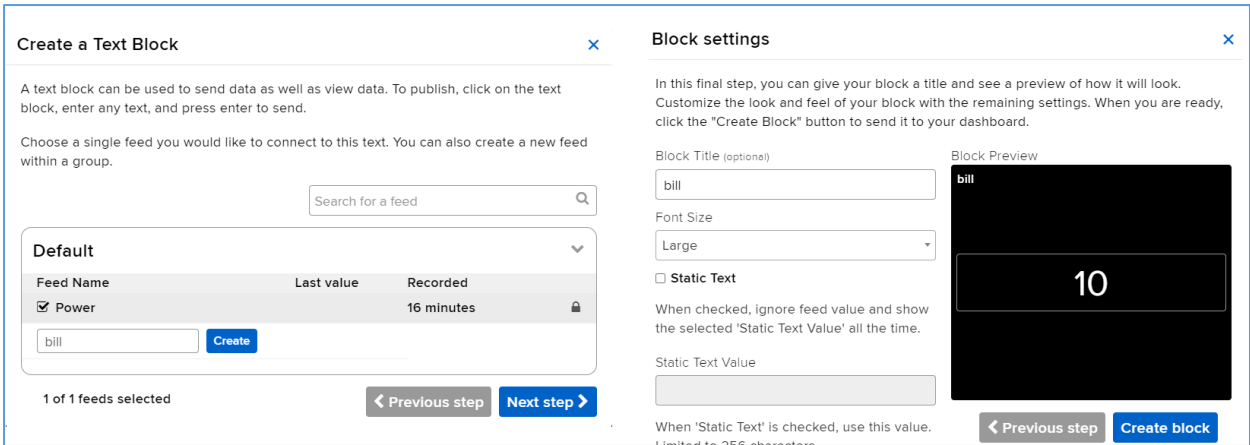 Create a Text Block
×
A text block can be used to send data as well as view data. To publish, click on the text
block, enter any text, and press enter to send.
Choose a single feed you would like to connect to this text. You can also create a new feed
within a group.
Search for a feed
Default
Feed Name Last value Recorded
Power 16 minutes
bill Create
1 of 1 feeds selected
Previous step Next step
Block settings
×
In this final step, you can give your block a title and see a preview of how it will look.
Customize the look and feel of your block with the remaining settings. When you are ready,
click the "Create Block" button to send it to your dashboard.
Block Title (optional)
bill
Font Size
Large
Static Text
When checked, ignore feed value and show
the selected 'Static Text Value' all the time.
Static Text Value
When 'Static Text' is checked, use this value.
Limited to 256 characters
Block Preview
bill
10
Previous step Create block